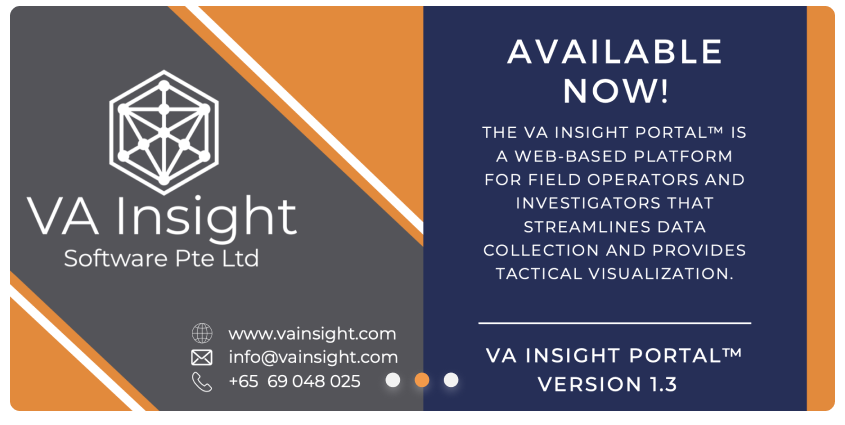 VA Insight
Software Pte Ltd
www.vainsight.com
info@vainsight.com
+65 69 048 025
AVAILABLE
NOW!
THE VA INSIGHT PORTAL™ IS
A WEB-BASED PLATFORM
FOR FIELD OPERATORS AND
INVESTIGATORS THAT
STREAMLINES DATA
COLLECTION AND PROVIDES
TACTICAL VISUALIZATION.
VA INSIGHT PORTAL™
VERSION 1.3